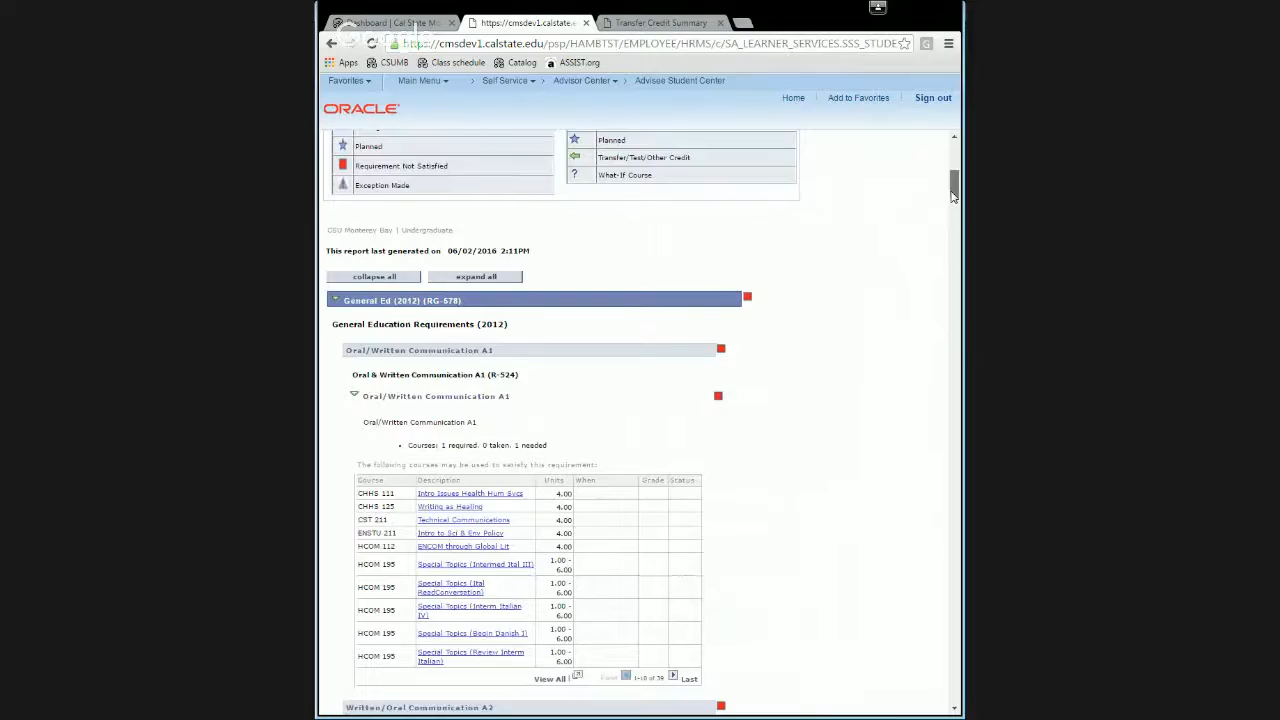 Dashboard | Cal State Mo
https://cmsdev1.calstate.e
Transfer Credit Summary
Google
https://cmsdev1.calstate.edu/psp/HAMBTST/EMPLOYEE/HRMS/c/SA_LEARNER_SERVICES.SSS_STUDE
Apps CSUMB Class schedule Catalog ASSIST.org
Favorites Main Menu > Self Service > Advisor Center > Advisee Student Center
Home Add to Favorites Sign out
ORACLE
Planned
Requirement Not Satisfied
Exception Made
Planned
Transfer/Test/Other Credit
? What-If Course
CSU Monterey Bay | Undergraduate
This report last generated on 06/02/2016 2:11PM
collapse all expand all
General Ed (2012) (RG-578)
General Education Requirements (2012)
Oral/Written Communication A1
Oral & Written Communication A1 (R-524)
Oral/Written Communication A1
Oral/Written Communication A1
• Courses: 1 required, 0 taken, 1 needed
The following courses may be used to satisfy this requirement:
Course Description Units When Grade Status
CHHS 111 Intro Issues Health Hum Svcs 4.00
CHHS 125 Writing as Healing 4.00
CST 211 Technical Communications 4.00
ENSTU 211 Intro to Sci & Env Policy 4.00
HCOM 112 ENCOM through Global Lit 4.00
HCOM 195 Special Topics (Intermed Ital III) 1.00 - 6.00
HCOM 195 Special Topics (Ital ReadConversation) 1.00 - 6.00
HCOM 195 Special Topics (Interm Italian IV) 1.00 - 6.00
HCOM 195 Special Topics (Begin Danish I) 1.00 - 6.00
HCOM 195 Special Topics (Review Interm Italian) 1.00 - 6.00
View All | First 1-10 of 39 Last
Written/Oral Communication A2